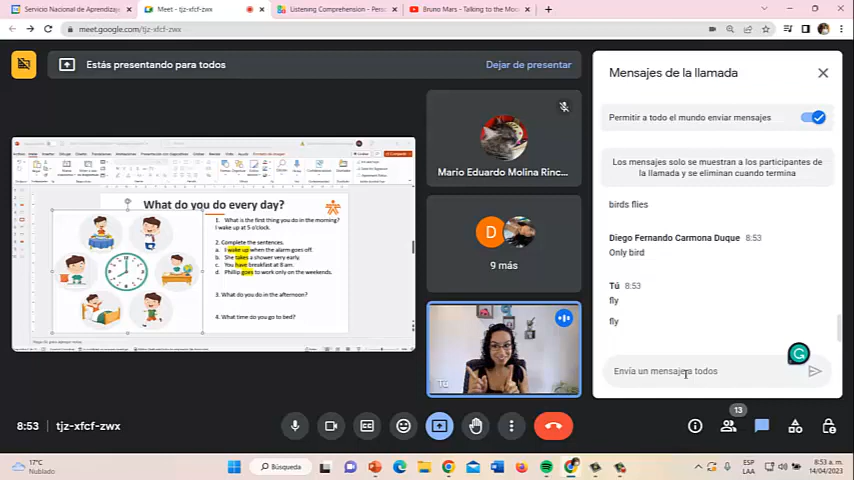 Servicio Nacional de Aprendizaje
Meet - tjz-xfcf-zwx
Listening Comprehension - Perso
Bruno Mars - Talking to the Moo
meet.google.com/tjz-xfcf-zwx
Estás presentando para todos
Dejar de presentar
What do you do every day?
1. What is the first thing you do in the morning?
I wake up at 5 o'clock.
2. Complete the sentences.
a. I wake up when the alarm goes off.
b. She takes a shower very early.
c. You have breakfast at 8 am.
d. Phillip goes to work only on the weekends.
3. What do you do in the afternoon?
4. What time do you go to bed?
Mario Eduardo Molina Rinc...
D
9 más
Tú
Mensajes de la llamada
Permitir a todo el mundo enviar mensajes
Los mensajes solo se muestran a los participantes de
la llamada y se eliminan cuando termina
birds flies
Diego Fernando Carmona Duque 8:53
Only bird
Tú 8:53
fly
fly
Envía un mensaje a todos
8:53
tjz-xfcf-zwx
13
17°C
Nublado
Búsqueda
ESP
LAA
8:53 a. m.
14/04/2023